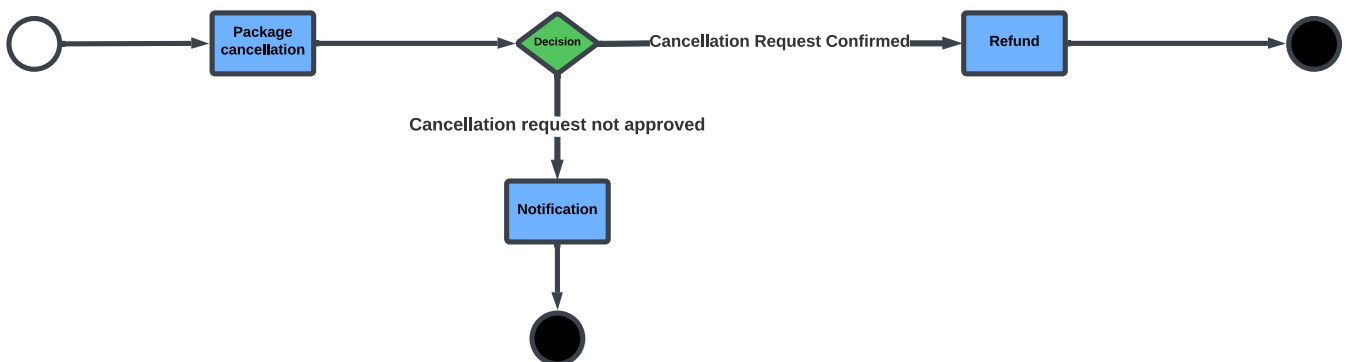 Package
cancellation
Decision
Cancellation Request Confirmed
Refund
Cancellation request not approved
Notification